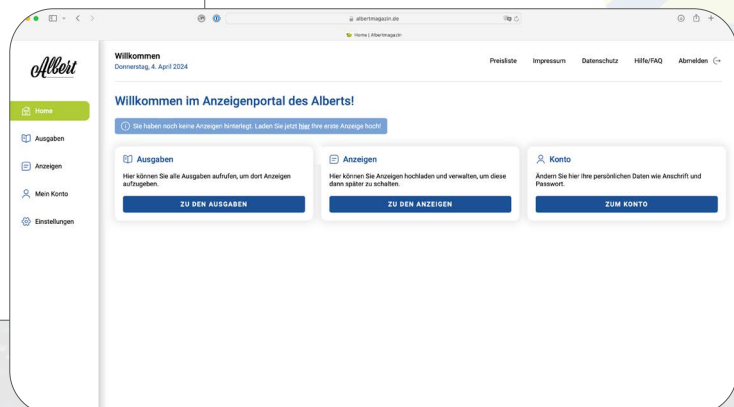 albertmagazin.de
Home | Albertmagazin
Albert
Willkommen
Donnerstag, 4. April 2024
Preisliste
Impressum
Datenschutz
Hilfe/FAQ
Abmelden
Home
Ausgaben
Anzeigen
Mein Konto
Einstellungen
Willkommen im Anzeigenportal des Alberts!
Sie haben noch keine Anzeigen hinterlegt. Laden Sie jetzt hier Ihre erste Anzeige hoch!
Ausgaben
Hier können Sie alle Ausgaben aufrufen, um dort Anzeigen
aufzugeben.
ZU DEN AUSGABEN
Anzeigen
Hier können Sie Anzeigen hochladen und verwalten, um diese
dann später zu schalten.
ZU DEN ANZEIGEN
Konto
Ändern Sie hier Ihre persönlichen Daten wie Anschrift und
Passwort.
ZUM KONTO